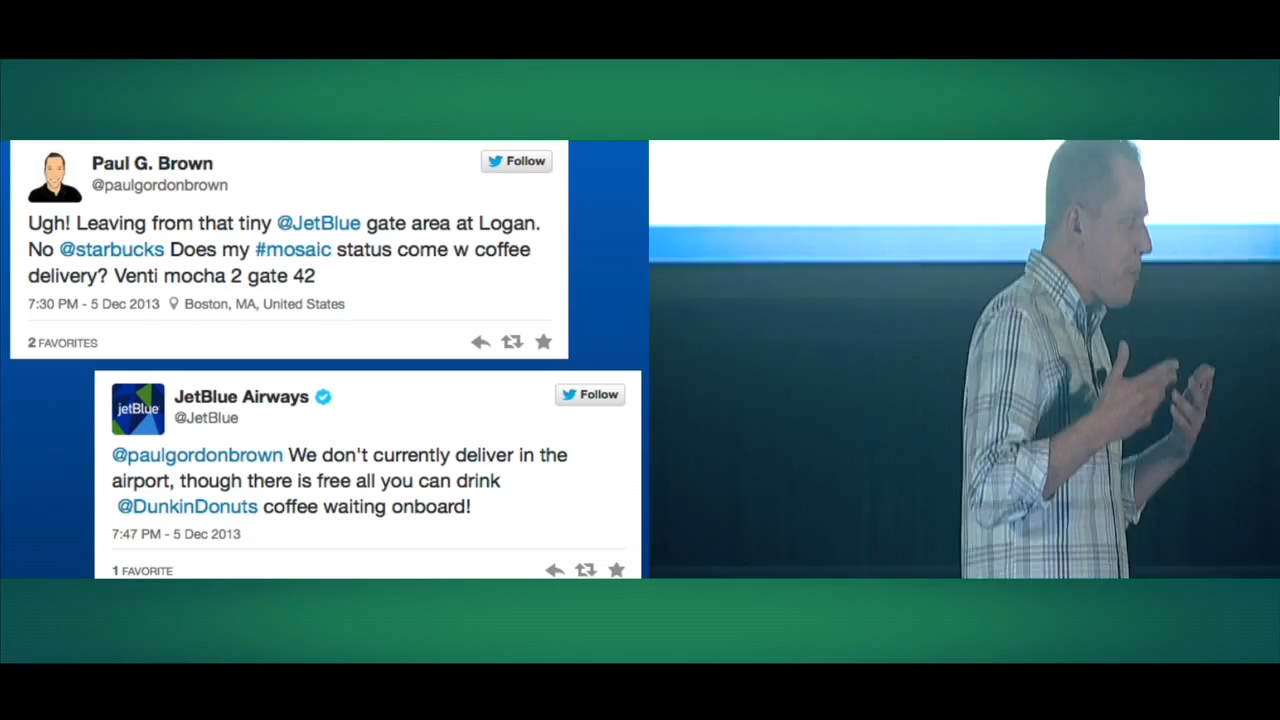 Paul G. Brown
Follow
@paulgordonbrown
Ugh! Leaving from that tiny @JetBlue gate area at Logan.
No @starbucks Does my #mosaic status come w coffee
delivery? Venti mocha 2 gate 42
7:30 PM - 5 Dec 2013 Boston, MA, United States
2 FAVORITES
jetBlue
JetBlue Airways
Follow
@JetBlue
@paulgordonbrown We don't currently deliver in the
airport, though there is free all you can drink
@DunkinDonuts coffee waiting onboard!
7:47 PM - 5 Dec 2013
1 FAVORITE